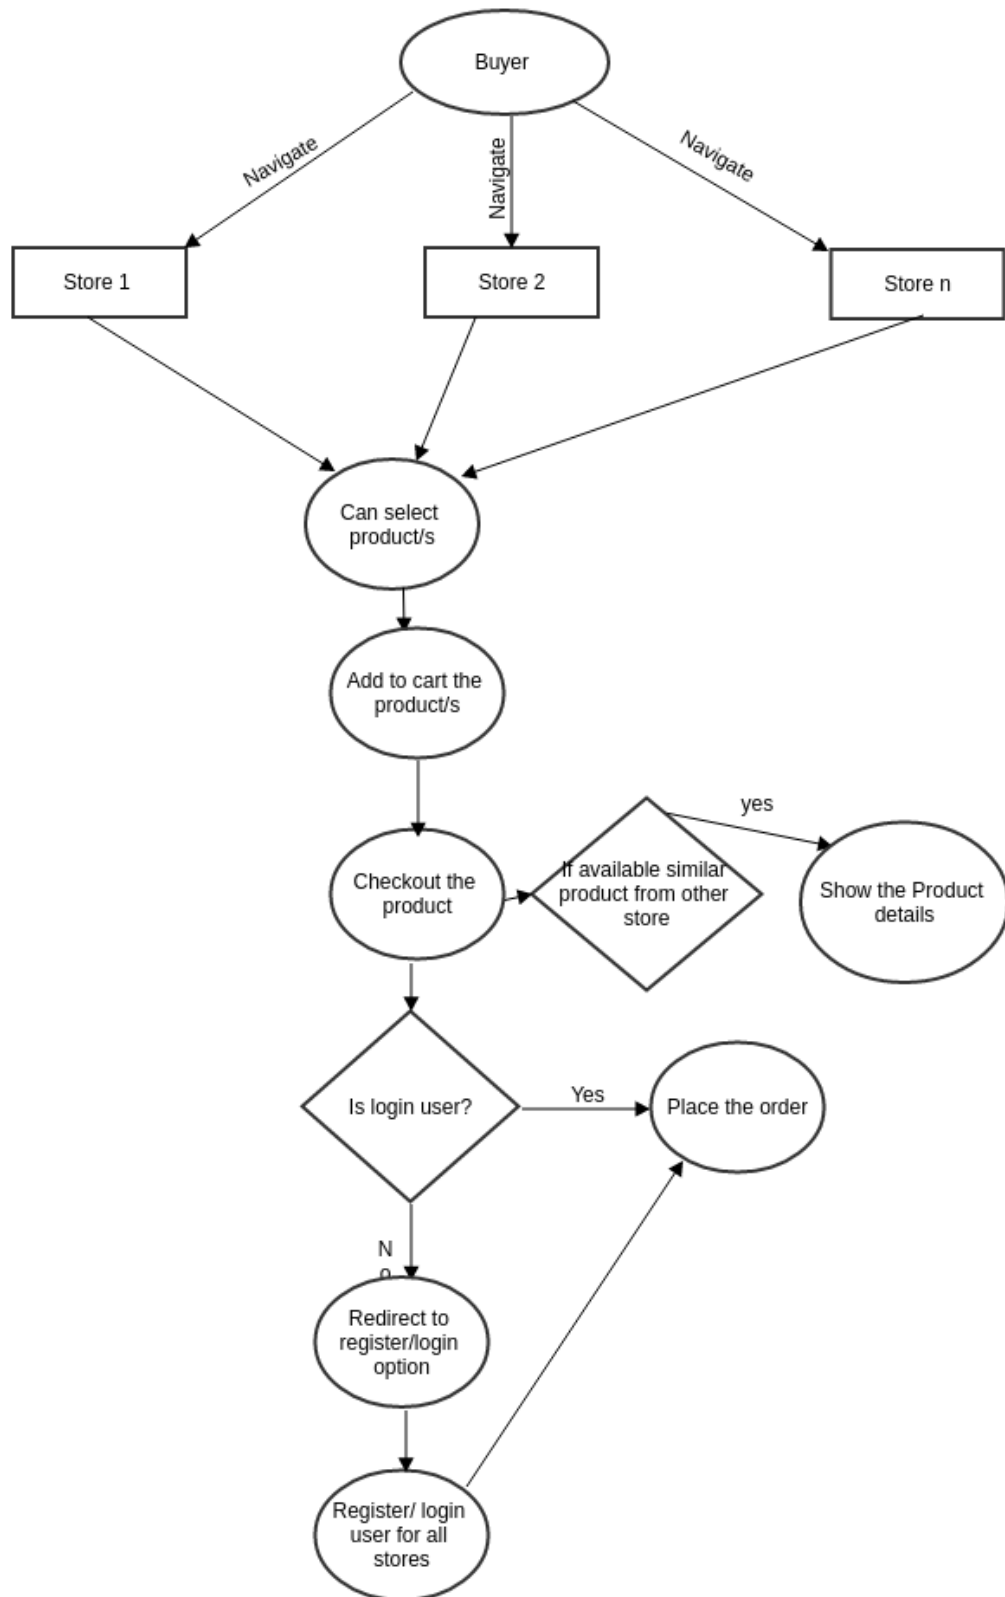 Buyer
Navigate
Navigate
Navigate
Store 1
Store 2
Store n
Can select
product/s
Add to cart the
product/s
Checkout the
product
If available similar
product from other
store
yes
Show the Product
details
Is login user?
Yes
Place the order
N
o
Redirect to
register/login
option
Register/ login
user for all
stores